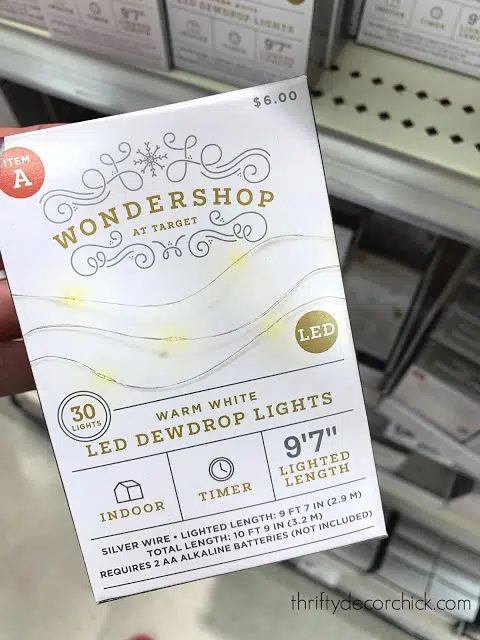 $6.00
ITEM
A
WONDERSHOP
AT TARGET
LED
30
LIGHTS
WARM WHITE
LED DEWDROP LIGHTS
INDOOR
TIMER
9'7"
LIGHTED
LENGTH
SILVER WIRE • LIGHTED LENGTH: 9 FT 7 IN (2.9 M)
TOTAL LENGTH: 10 FT 9 IN (3.2 M)
REQUIRES 2 AA ALKALINE BATTERIES (NOT INCLUDED)
thriftydecorchick.com